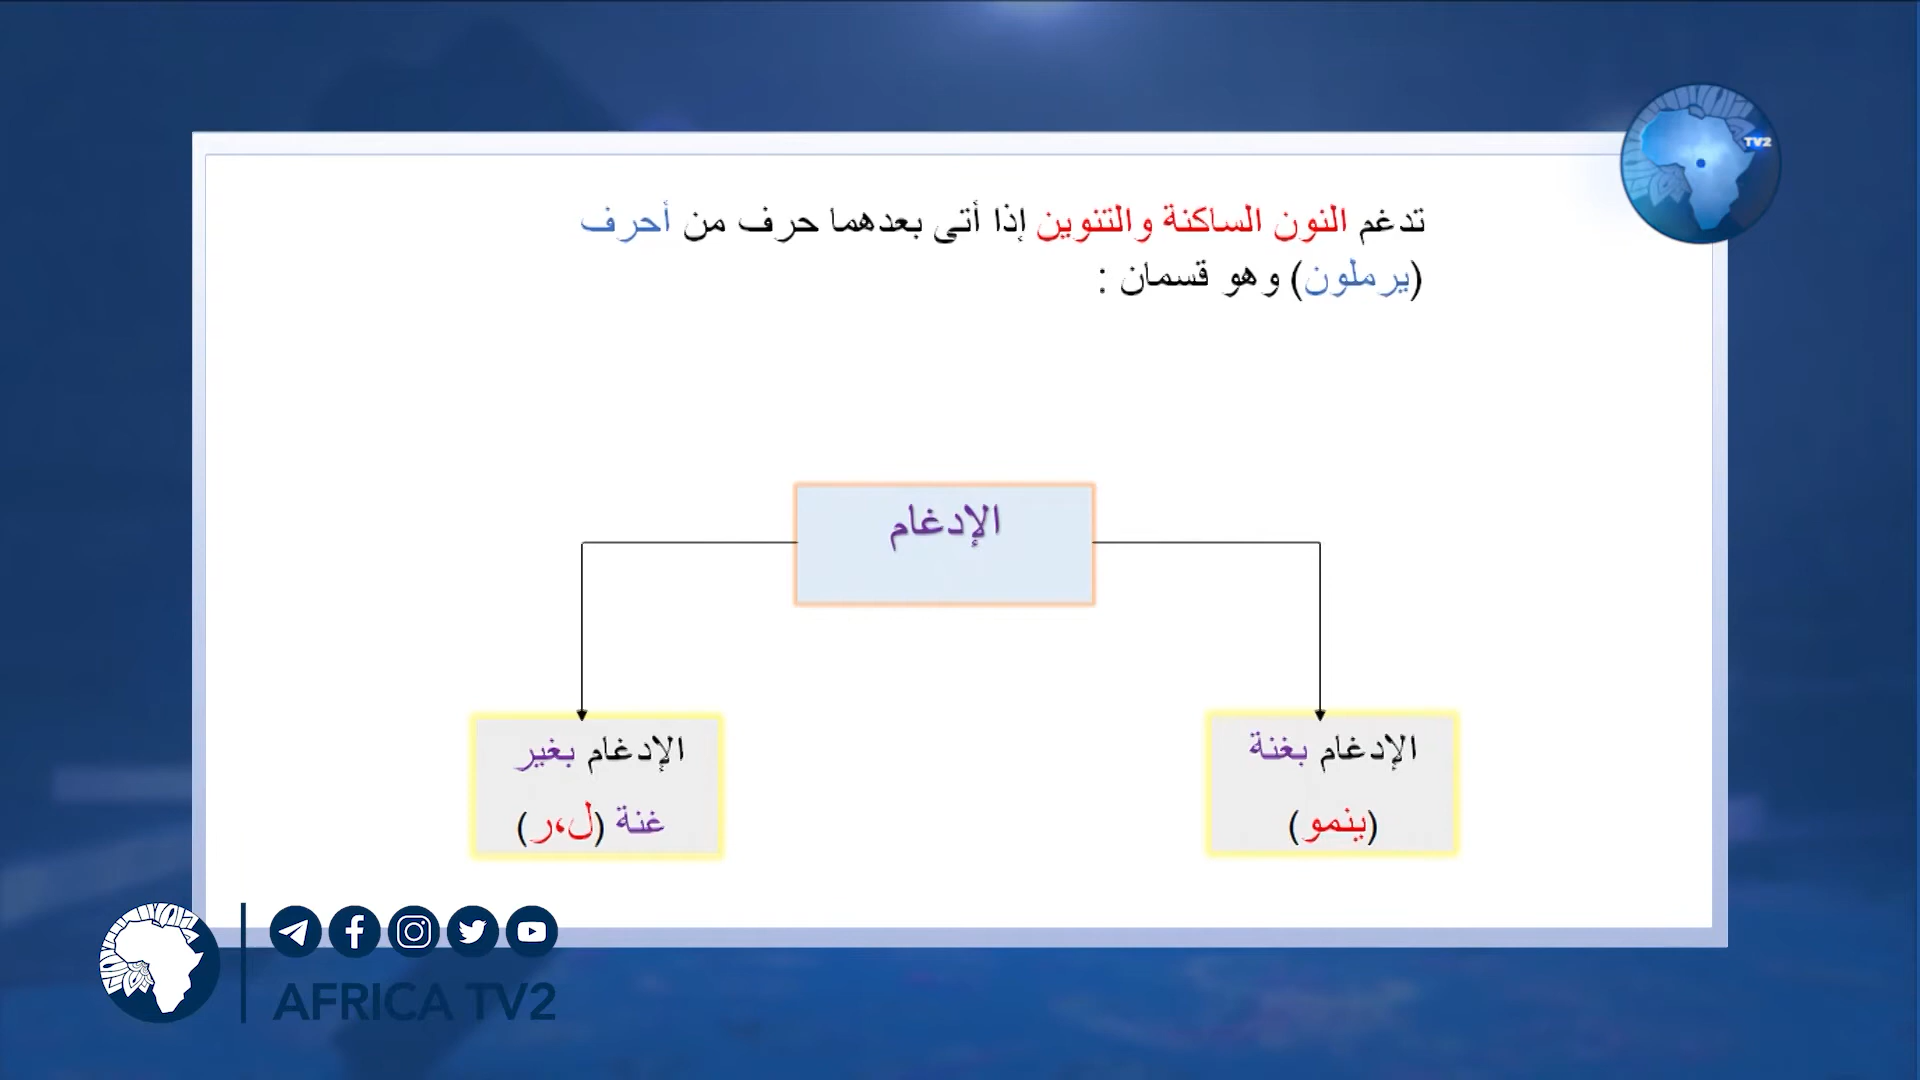 TV2
تدغم النون الساكنة والتنوين إذا أتى بعدهما حرف من أحرف
(يرملون) وهو قسمان :
الإدغام
الإدغام بغنة
(ينمو)
الإدغام بغير
غنة (ل،ر)
AFRICA TV2